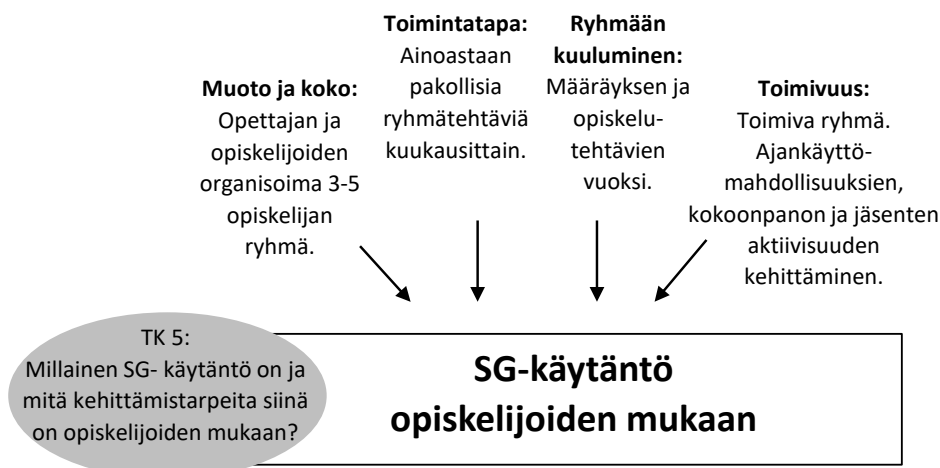 Muoto ja koko:
Opettajan ja
opiskelijoiden
organisoima 3-5
opiskelijan
ryhmä.
Toimintatapa:
Ainoastaan
pakollisia
ryhmätehtäviä
kuukausittain.
Ryhmään
kuuluminen:
Määräyksen ja
opiskelu-
tehtävien
vuoksi.
Toimivuus:
Toimiva ryhmä.
Ajankäyttö-
mahdollisuuksien,
kokoonpanon ja jäsenten
aktiivisuuden
kehittäminen.
TK 5:
Millainen SG- käytäntö on ja
mitä kehittämistarpeita siinä
on opiskelijoiden mukaan?
SG-käytäntö
opiskelijoiden mukaan